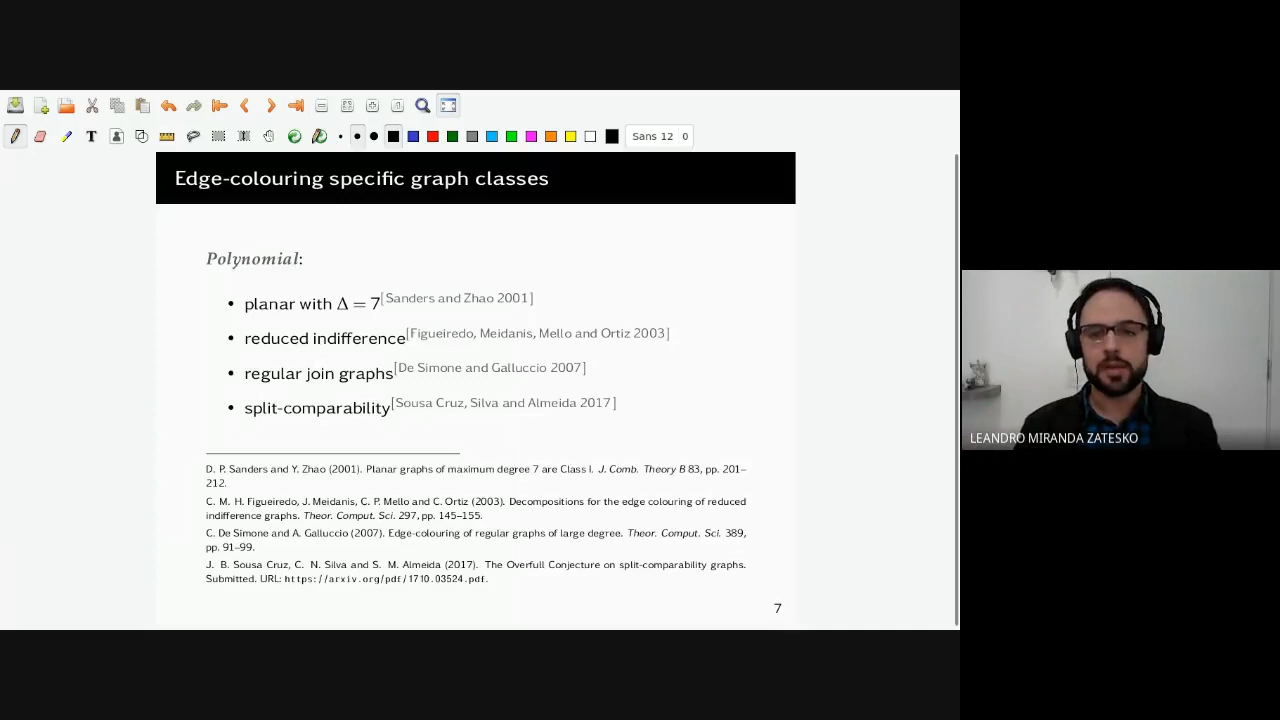 Sans 12 0
Edge-colouring specific graph classes
Polynomial:
• planar with Δ = 7[Sanders and Zhao 2001]
• reduced indifference[Figueiredo, Meidanis, Mello and Ortiz 2003]
• regular join graphs[De Simone and Galluccio 2007]
• split-comparability[Sousa Cruz, Silva and Almeida 2017]
D. P. Sanders and Y. Zhao (2001). Planar graphs of maximum degree 7 are Class I. J. Comb. Theory B 83, pp. 201–
212.
C. M. H. Figueiredo, J. Meidanis, C. P. Mello and C. Ortiz (2003). Decompositions for the edge colouring of reduced
indifference graphs. Theor. Comput. Sci. 297, pp. 145–155.
C. De Simone and A. Galluccio (2007). Edge-colouring of regular graphs of large degree. Theor. Comput. Sci. 389,
pp. 91–99.
J. B. Sousa Cruz, C. N. Silva and S. M. Almeida (2017). The Overfull Conjecture on split-comparability graphs.
Submitted. URL: https://arxiv.org/pdf/1710.03524.pdf.
7
LEANDRO MIRANDA ZATESKO